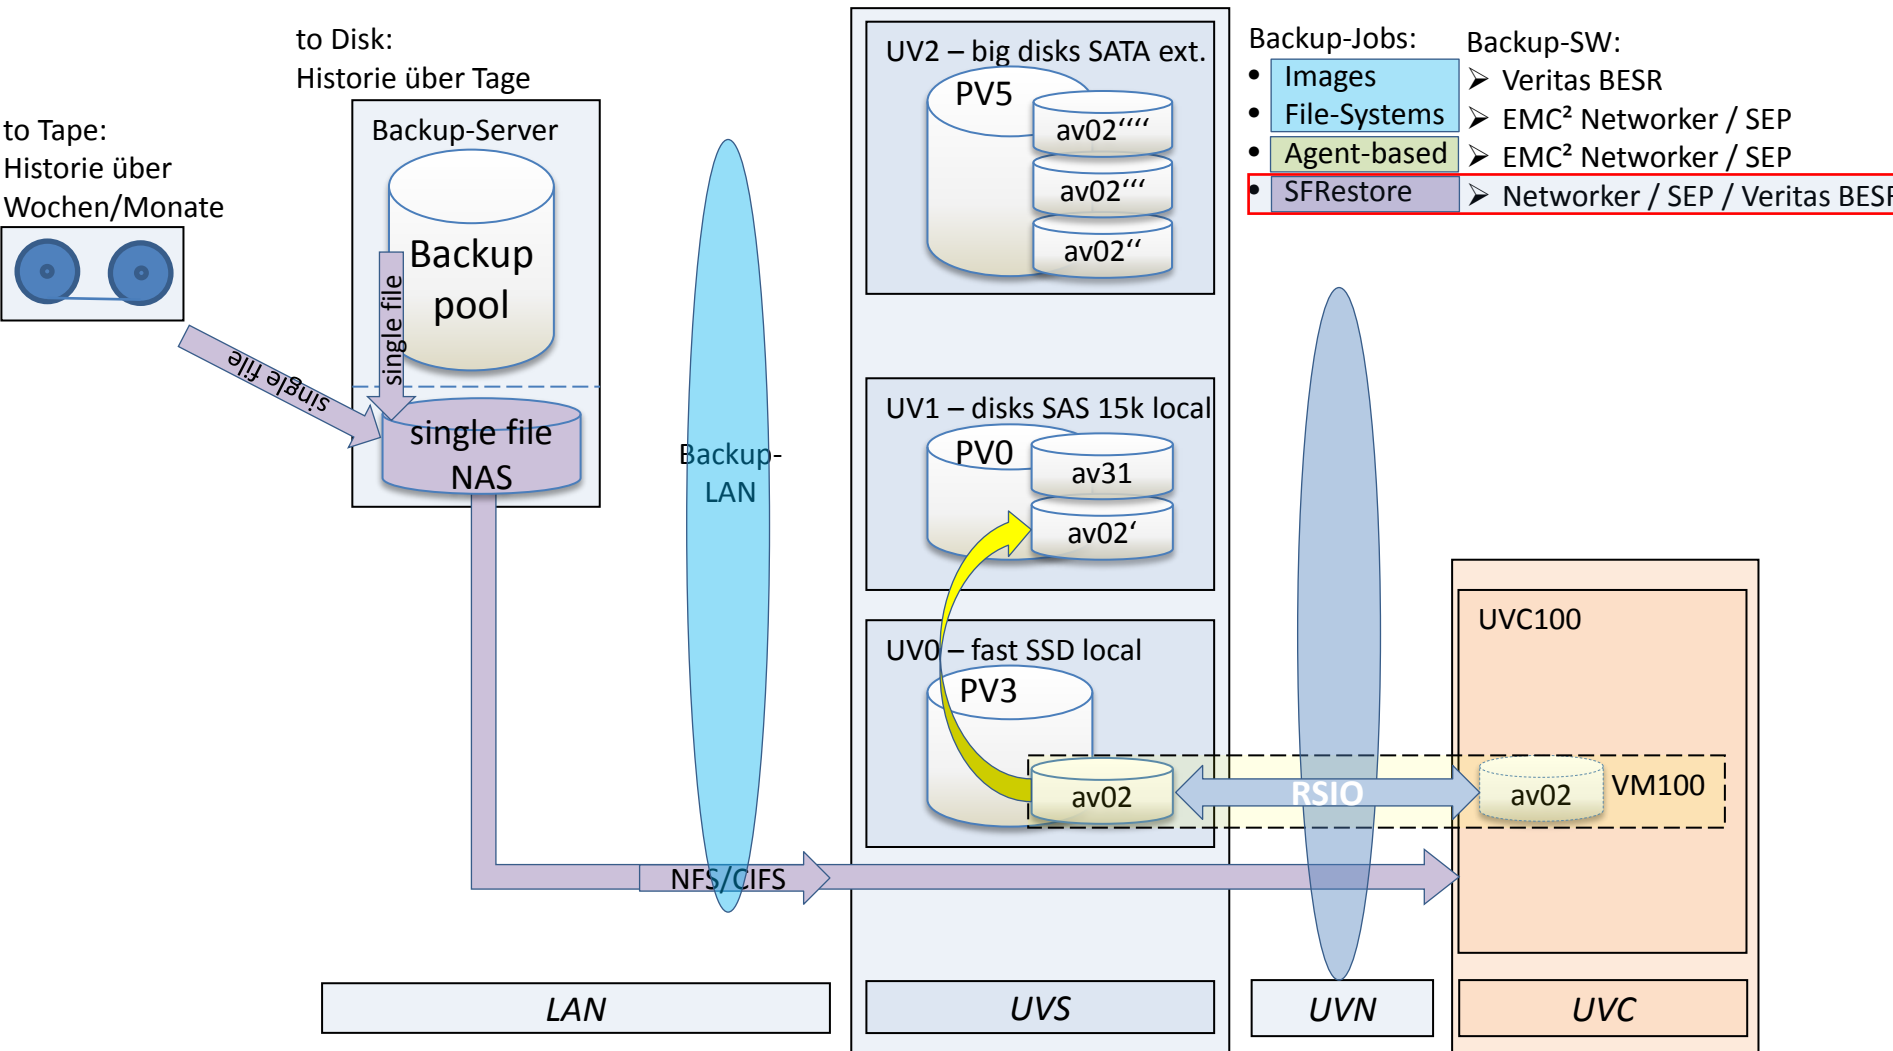 to Disk:
Historie über Tage
to Tape:
Historie über
Wochen/Monate
Backup-Server
Backup
pool
single file
single file
single file
NAS
Backup-
LAN
NFS/CIFS
UV2 – big disks SATA ext.
PV5
av02‘‘‘‘
av02‘‘‘
av02‘‘
UV1 – disks SAS 15k local
PV0
av31
av02‘
UV0 – fast SSD local
PV3
av02
RSIO
av02
VM100
UVC100
Backup-Jobs:
• Images
• File-Systems
• Agent-based
• SFRestore
Backup-SW:
➢ Veritas BESR
➢ EMC² Networker / SEP
➢ EMC² Networker / SEP
➢ Networker / SEP / Veritas BESR
LAN
UVS
UVN
UVC